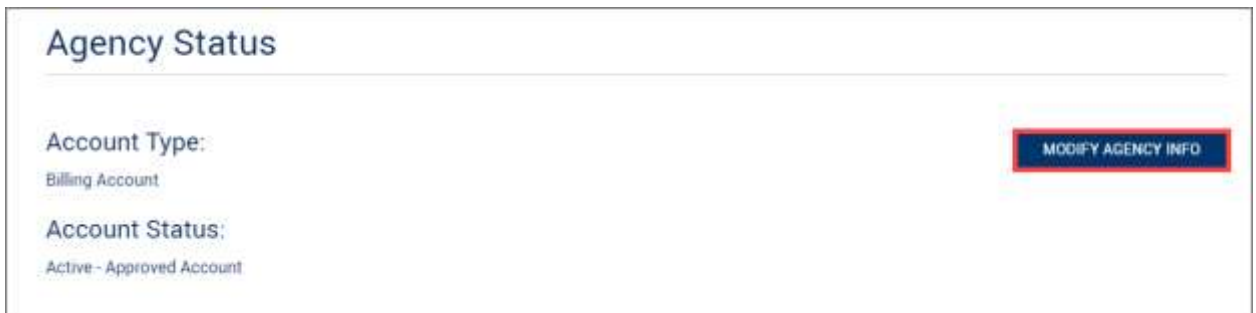 Agency Status
Account Type:
MODIFY AGENCY INFO
Billing Account
Account Status:
Active - Approved Account